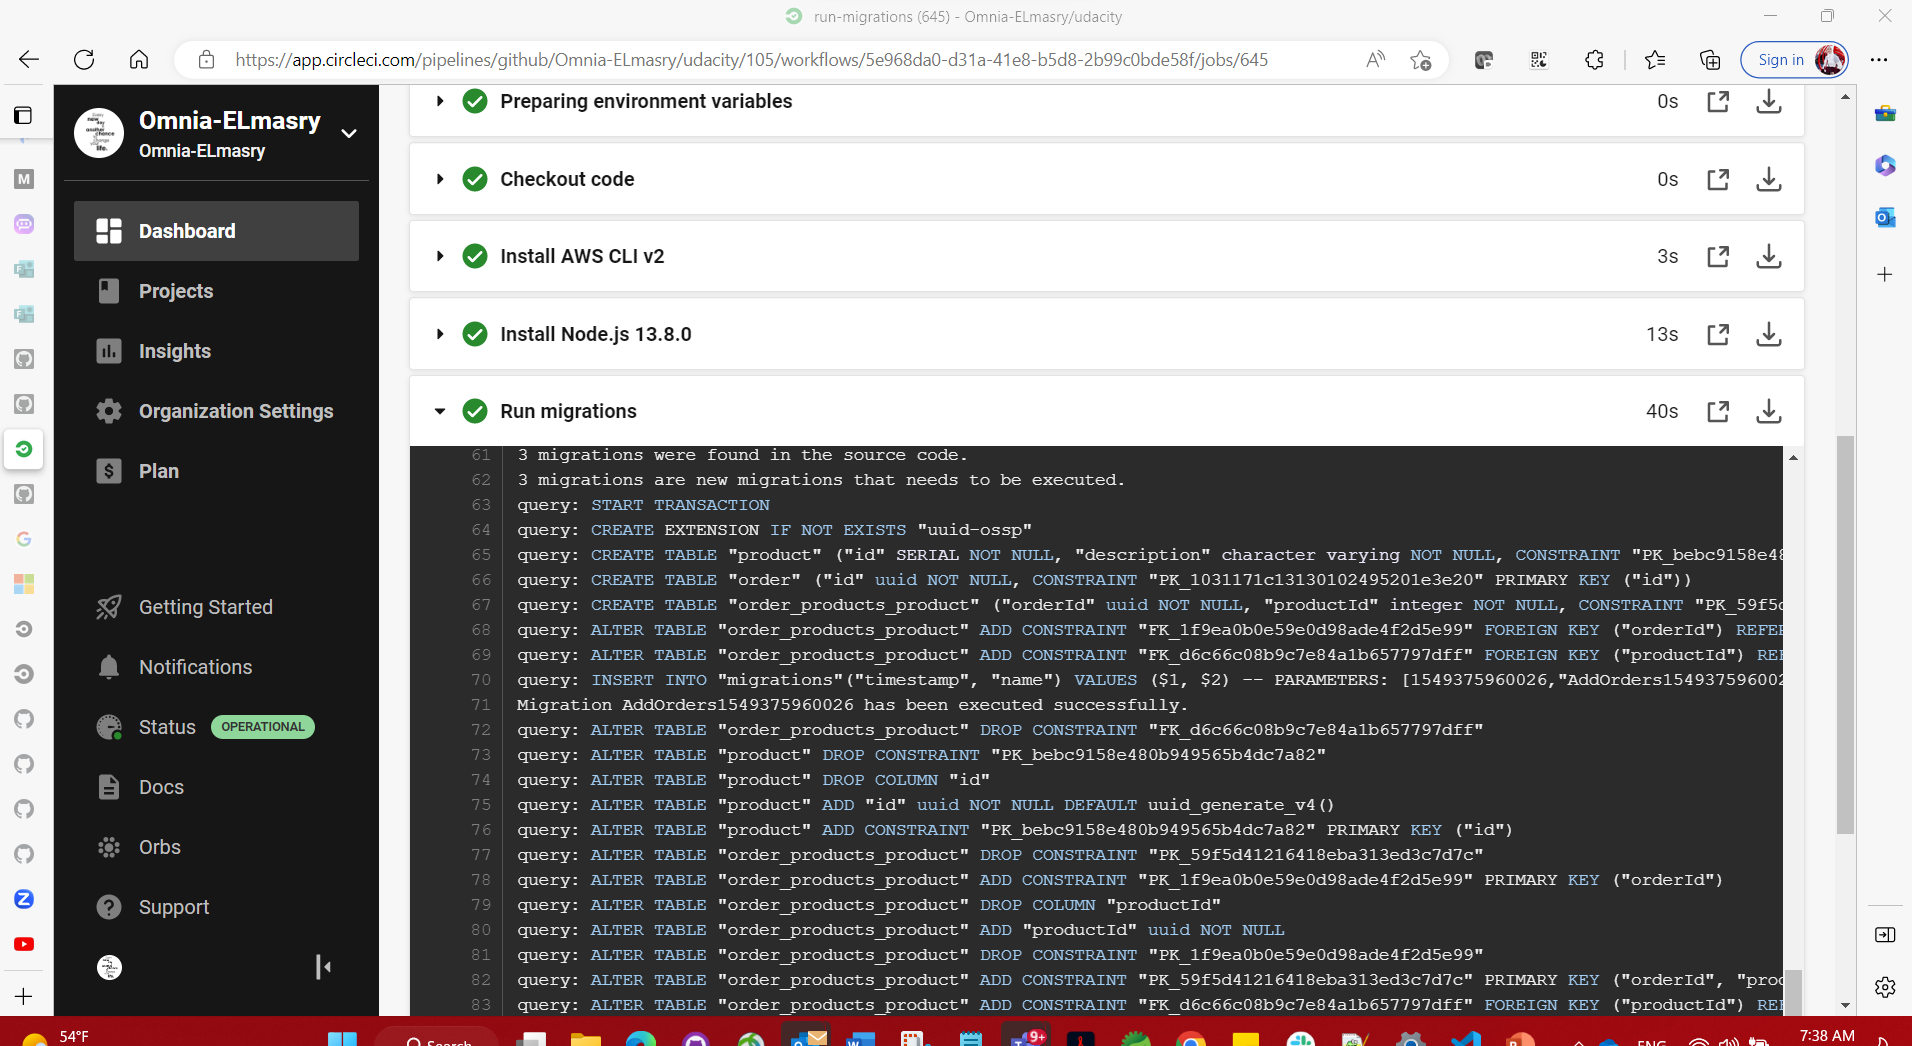 run-migrations (645) - Omnia-ELmasry/udacity
https://app.circleci.com/pipelines/github/Omnia-ELmasry/udacity/105/workflows/5e968da0-d31a-41e8-b5d8-2b99c0bde58f/jobs/645
Sign in
Omnia-ELmasry
Omnia-ELmasry
Dashboard
Projects
Insights
Organization Settings
Plan
Getting Started
Notifications
Status OPERATIONAL
Docs
Orbs
Support
Preparing environment variables 0s
Checkout code 0s
Install AWS CLI v2 3s
Install Node.js 13.8.0 13s
Run migrations 40s
61 3 migrations were found in the source code.
62 3 migrations are new migrations that needs to be executed.
63 query: START TRANSACTION
64 query: CREATE EXTENSION IF NOT EXISTS "uuid-ossp"
65 query: CREATE TABLE "product" ("id" SERIAL NOT NULL, "description" character varying NOT NULL, CONSTRAINT "PK_bebc9158e48
66 query: CREATE TABLE "order" ("id" uuid NOT NULL, CONSTRAINT "PK_1031171c13130102495201e3e20" PRIMARY KEY ("id"))
67 query: CREATE TABLE "order_products_product" ("orderId" uuid NOT NULL, "productId" integer NOT NULL, CONSTRAINT "PK_59f5d
68 query: ALTER TABLE "order_products_product" ADD CONSTRAINT "FK_1f9ea0b0e59e0d98ade4f2d5e99" FOREIGN KEY ("orderId") REFER
69 query: ALTER TABLE "order_products_product" ADD CONSTRAINT "FK_d6c66c08b9c7e84a1b657797dff" FOREIGN KEY ("productId") REF
70 query: INSERT INTO "migrations"("timestamp", "name") VALUES ($1, $2) -- PARAMETERS: [1549375960026,"AddOrders154937596002
71 Migration AddOrders1549375960026 has been executed successfully.
72 query: ALTER TABLE "order_products_product" DROP CONSTRAINT "FK_d6c66c08b9c7e84a1b657797dff"
73 query: ALTER TABLE "product" DROP CONSTRAINT "PK_bebc9158e480b949565b4dc7a82"
74 query: ALTER TABLE "product" DROP COLUMN "id"
75 query: ALTER TABLE "product" ADD "id" uuid NOT NULL DEFAULT uuid_generate_v4()
76 query: ALTER TABLE "product" ADD CONSTRAINT "PK_bebc9158e480b949565b4dc7a82" PRIMARY KEY ("id")
77 query: ALTER TABLE "order_products_product" DROP CONSTRAINT "PK_59f5d41216418eba313ed3c7d7c"
78 query: ALTER TABLE "order_products_product" ADD CONSTRAINT "PK_1f9ea0b0e59e0d98ade4f2d5e99" PRIMARY KEY ("orderId")
79 query: ALTER TABLE "order_products_product" DROP COLUMN "productId"
80 query: ALTER TABLE "order_products_product" ADD "productId" uuid NOT NULL
81 query: ALTER TABLE "order_products_product" DROP CONSTRAINT "PK_1f9ea0b0e59e0d98ade4f2d5e99"
82 query: ALTER TABLE "order_products_product" ADD CONSTRAINT "PK_59f5d41216418eba313ed3c7d7c" PRIMARY KEY ("orderId", "prod
83 query: ALTER TABLE "order_products_product" ADD CONSTRAINT "FK_d6c66c08b9c7e84a1b657797dff" FOREIGN KEY ("productId") REF
54°F
Search
9+
ENG
7:38 AM